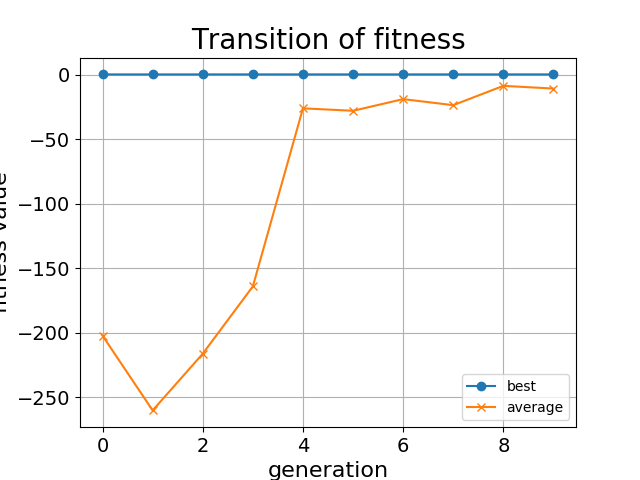 Transition of fitness
fitness value
0
−50
−100
−150
−200
−250
0 2 4 6 8
generation
best
average